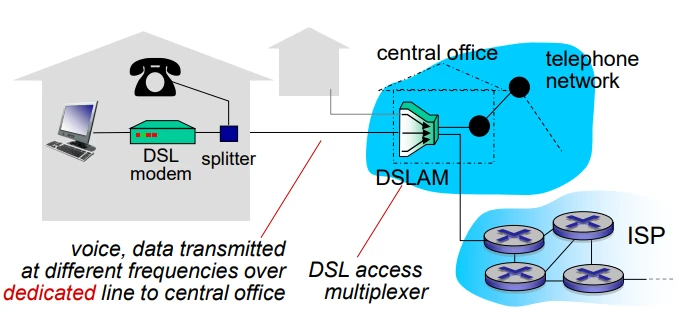 central office
telephone
network
DSL
modem
splitter
DSLAM
voice, data transmitted
at different frequencies over
dedicated line to central office
DSL access
multiplexer
ISP